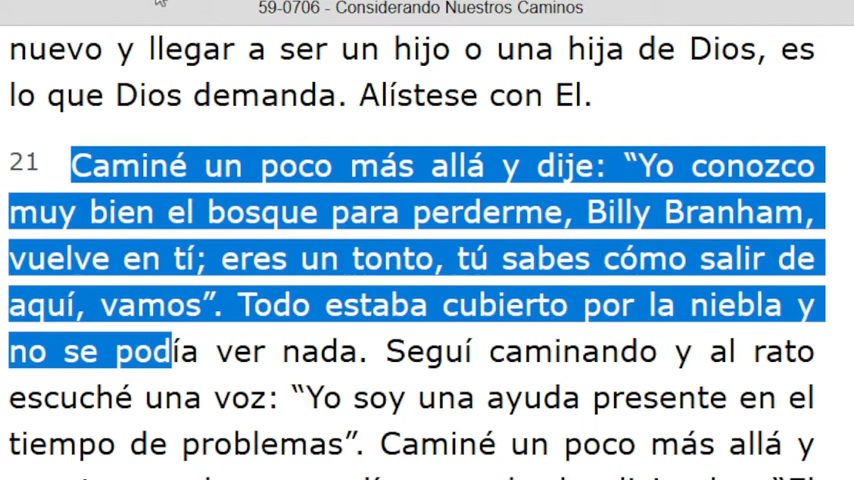 59-0706 - Considerando Nuestros Caminos
nuevo y llegar a ser un hijo o una hija de Dios, es
lo que Dios demanda. Alístese con El.
21 Caminé un poco más allá y dije: “Yo conozco
muy bien el bosque para perderme, Billy Branham,
vuelve en tí; eres un tonto, tú sabes cómo salir de
aquí, vamos”. Todo estaba cubierto por la niebla y
no se podía ver nada. Seguí caminando y al rato
escuché una voz: “Yo soy una ayuda presente en el
tiempo de problemas”. Caminé un poco más allá y